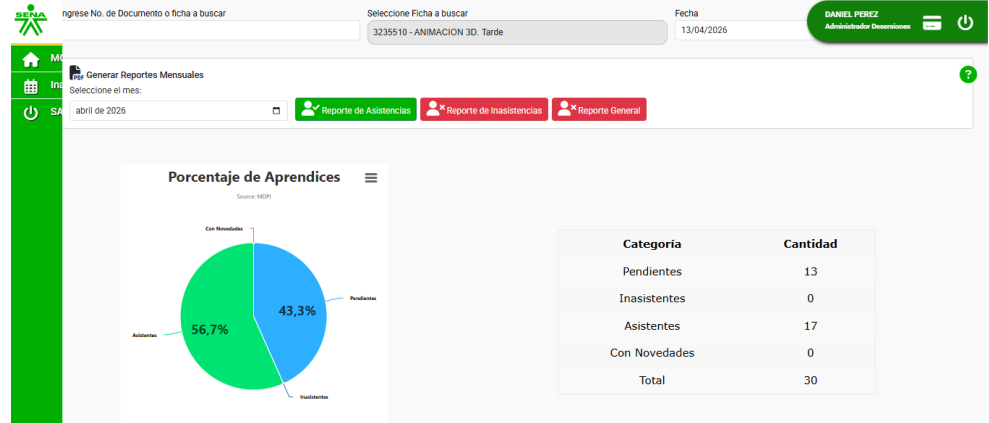 SENA
ngrese No. de Documento o ficha a buscar
Seleccione Ficha a buscar
Fecha
3235510 - ANIMACION 3D. Tarde
13/04/2026
DANIEL PEREZ
Administrador Deserciones
MO
Ina
SA
PDF
Generar Reportes Mensuales
?
Seleccione el mes:
abril de 2026
Reporte de Asistencias
Reporte de Inasistencias
Reporte General
Porcentaje de Aprendices
Source: MDPI
Con Novedades
Pendientes
43,3%
56,7%
Asistentes
Inasistentes
Categoría Cantidad
Pendientes 13
Inasistentes 0
Asistentes 17
Con Novedades 0
Total 30